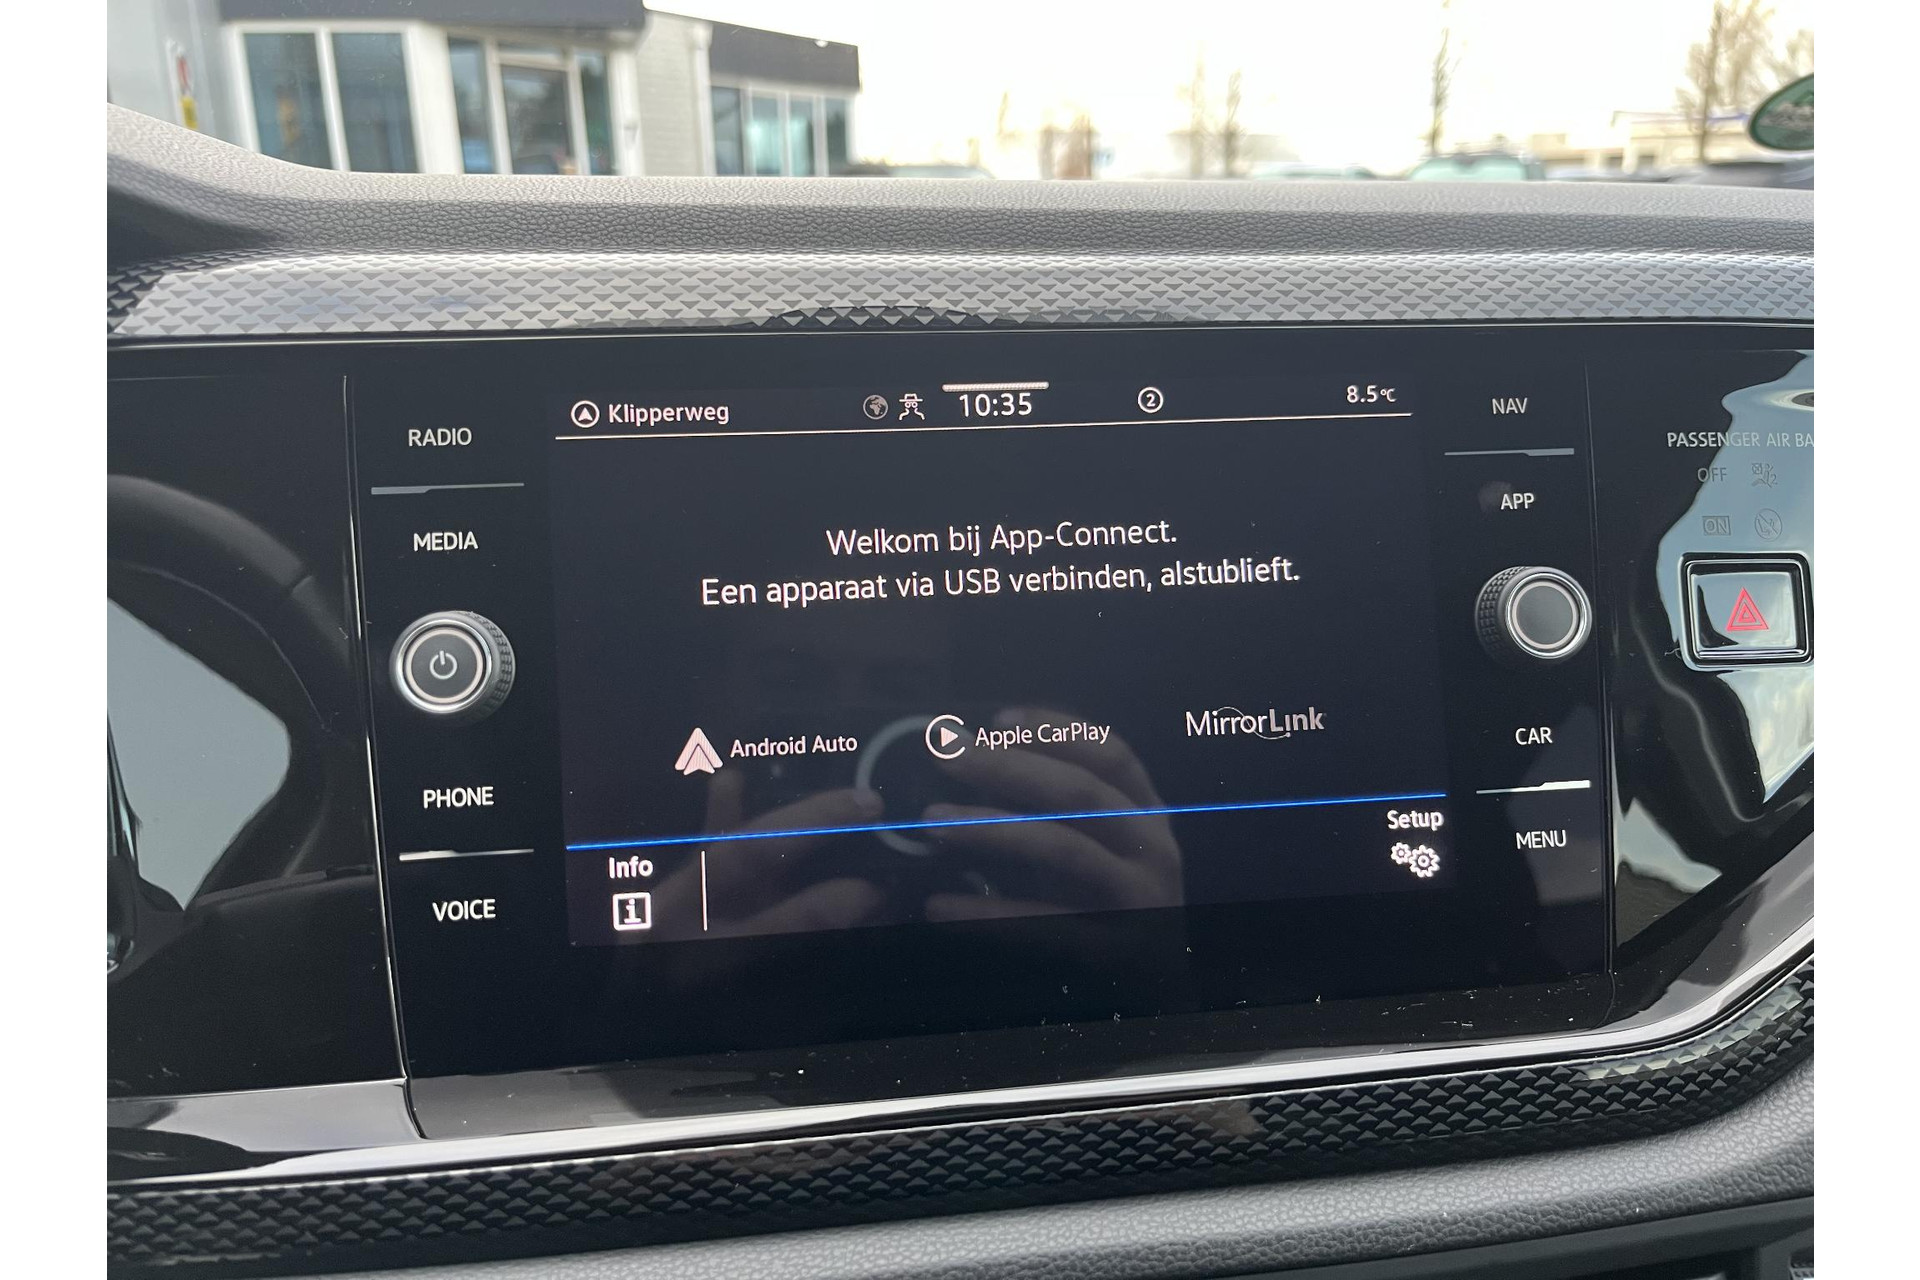 RADIO
MEDIA
PHONE
VOICE
Klipperweg
10:35
2
8.5°C
Welkom bij App-Connect.
Een apparaat via USB verbinden, alstublieft.
Android Auto
Apple CarPlay
MirrorLink
Info
Setup
NAV
APP
CAR
MENU
PASSENGER AIR BA
OFF
ON